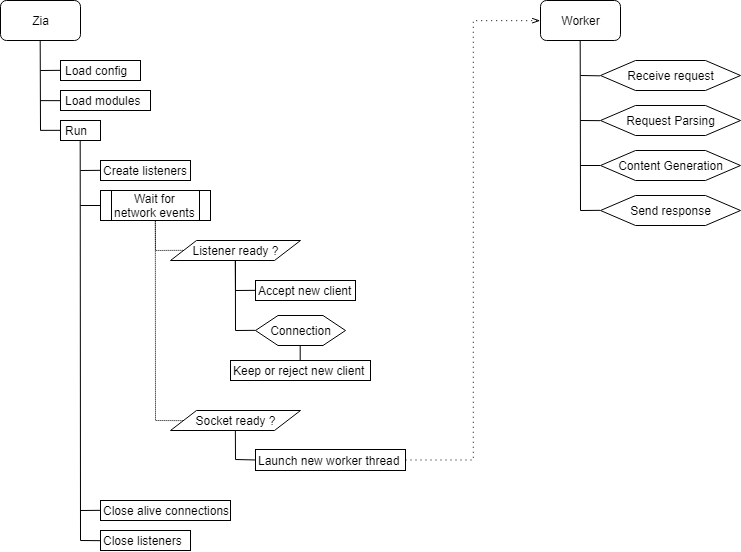 Zia
Load config
Load modules
Run
Create listeners
Wait for
network events
Listener ready ?
Accept new client
Connection
Keep or reject new client
Socket ready ?
Launch new worker thread
Close alive connections
Close listeners
Worker
Receive request
Request Parsing
Content Generation
Send response